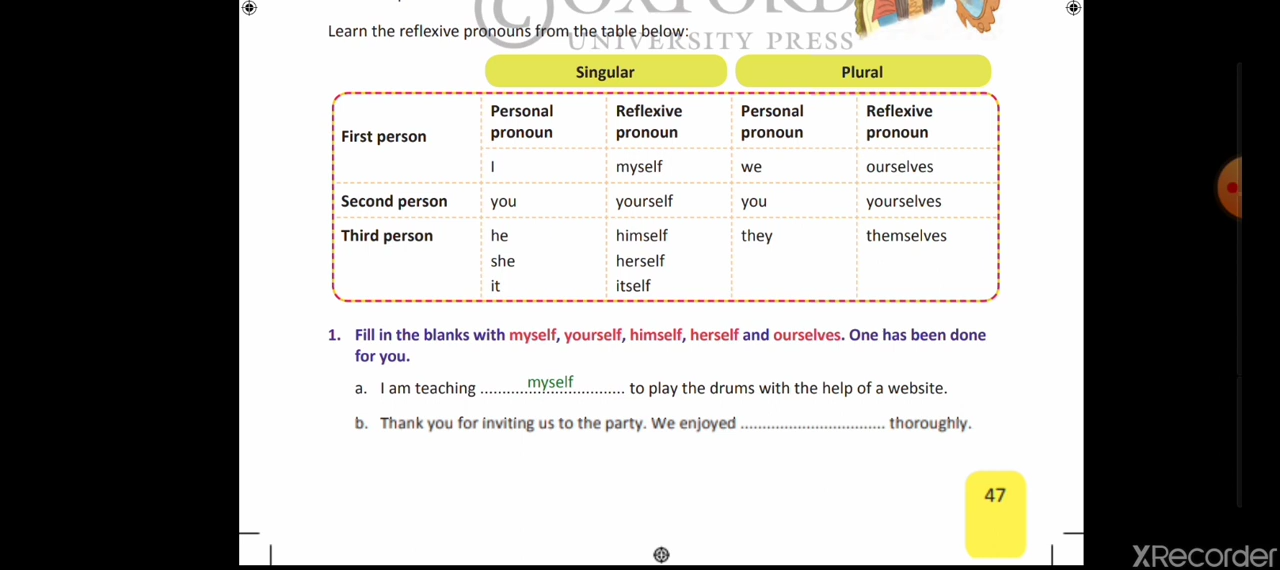 © OXFORD
Learn the reflexive pronouns from the table below:
UNIVERSITY PRESS
Singular Plural
Personal Reflexive Personal Reflexive
First person pronoun pronoun pronoun pronoun
I myself we ourselves
Second person you yourself you yourselves
Third person he himself they themselves
she herself
it itself
1. Fill in the blanks with myself, yourself, himself, herself and ourselves. One has been done
for you.
a. I am teaching ........ myself ........ to play the drums with the help of a website.
b. Thank you for inviting us to the party. We enjoyed ................................ thoroughly.
47
XRecorder